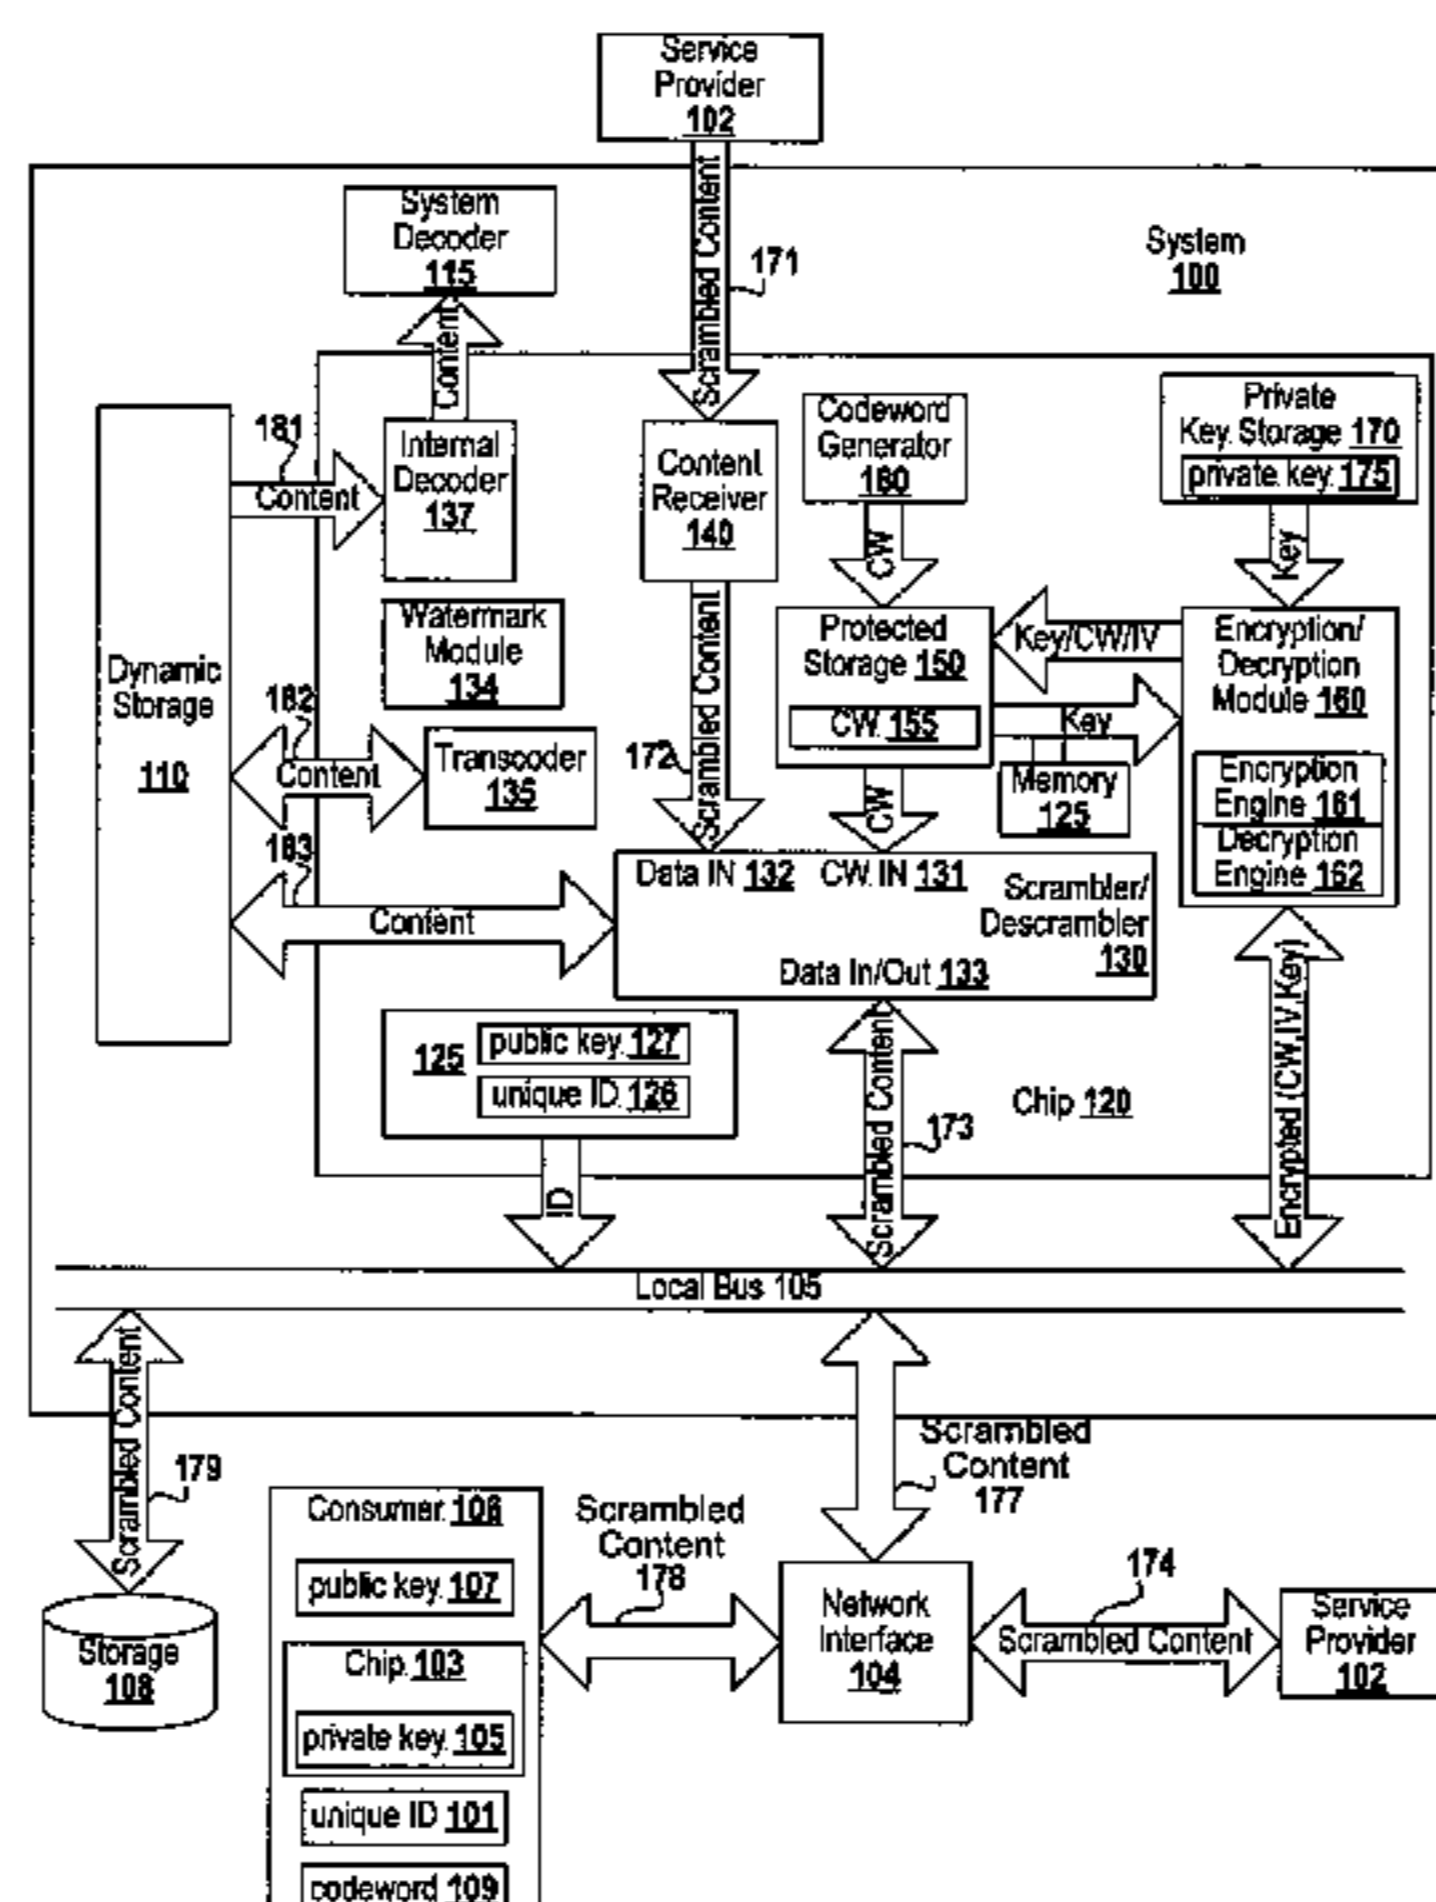 Service
Provider
102
System
100
System
Decoder
115
Scrambled Content
171
Content
181
Content
Internal
Decoder
137
Content
Receiver
140
Codeword
Generator
180
Private
Key Storage 170
private key 175
CW
Key
Dynamic
Storage
110
Watermark
Module
134
Scrambled Content
172
Protected
Storage 150
CW 155
Key/CW/IV
Key
Memory
125
Encryption/
Decryption
Module 160
Encryption
Engine 161
Decryption
Engine 162
182
Content
Transcoder
135
CW
183
Content
Data IN 132
CW IN 131
Scrambler/
Descrambler
130
Data In/Out 133
125
public key 127
unique ID 126
Chip 120
Scrambled Content
173
Encrypted (CW,IV,Key)
ID
Local Bus 105
Scrambled Content
179
Scrambled
Content
177
Storage
108
Consumer 106
public key 107
Chip 103
private key 105
unique ID 101
codeword 109
Scrambled
Content
178
Network
Interface
104
174
Scrambled Content
Service
Provider
102